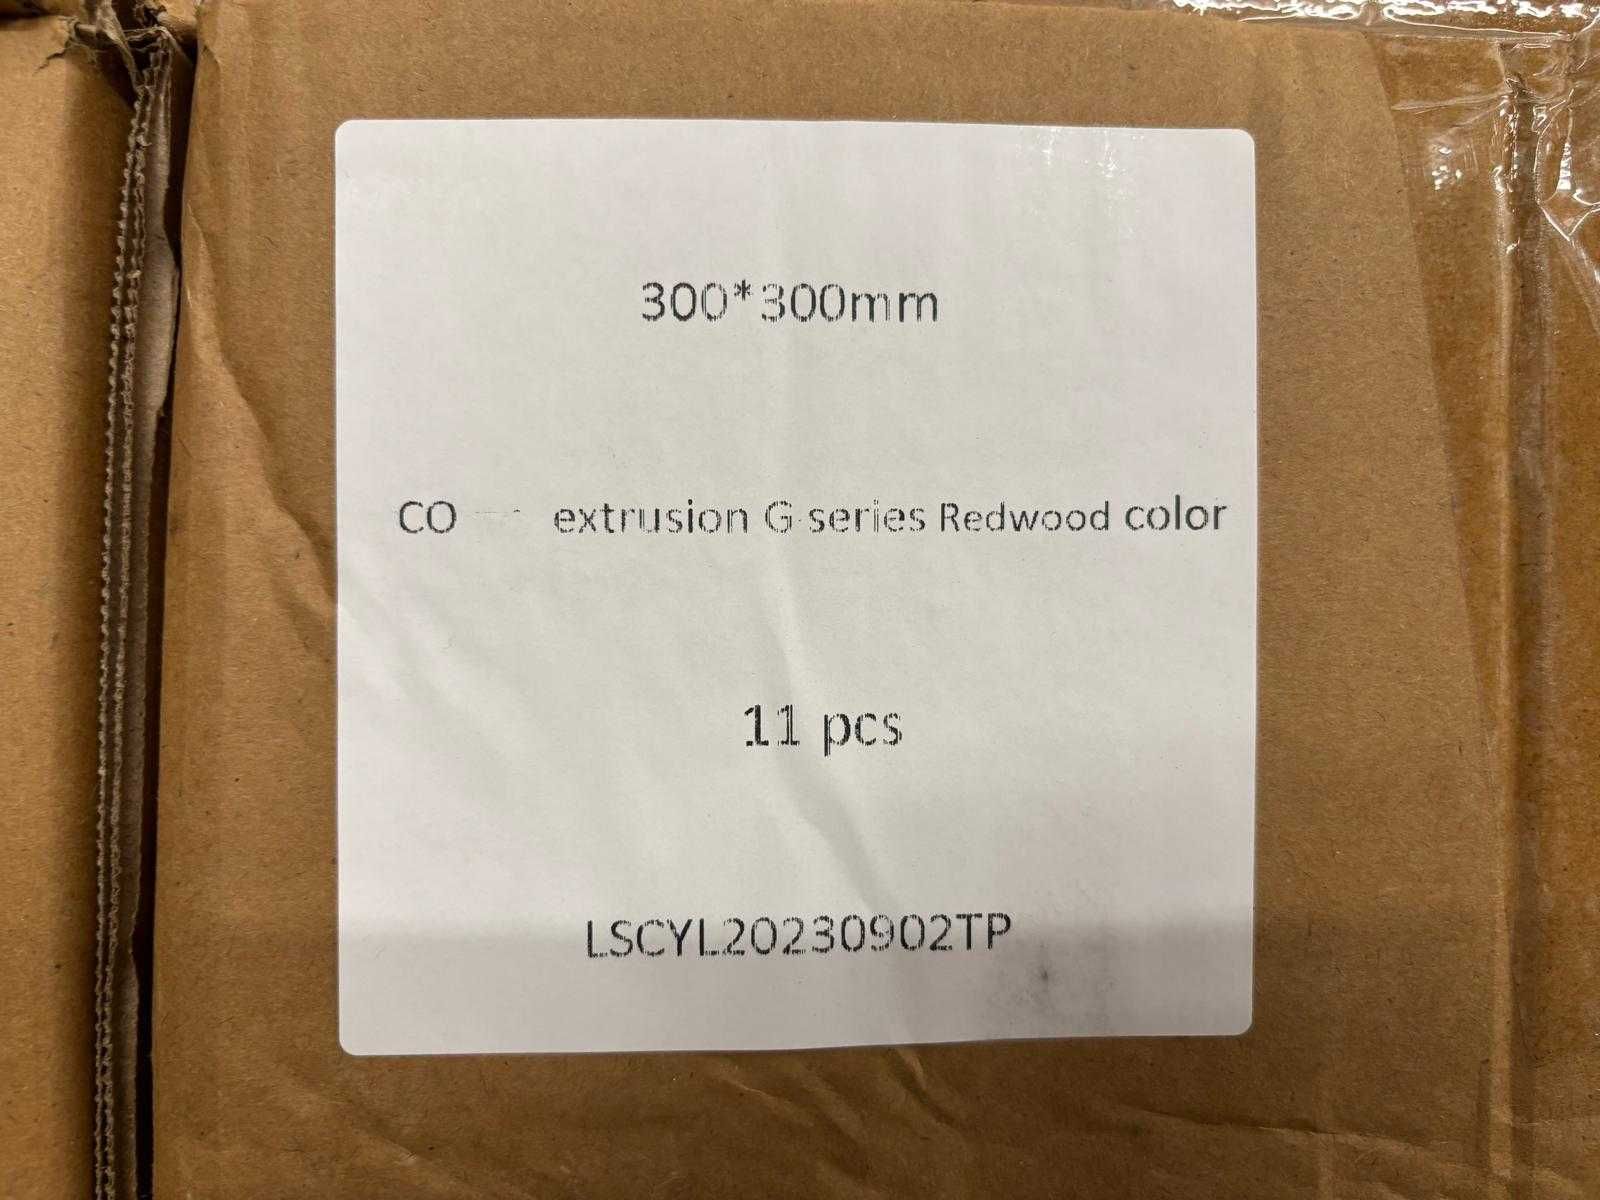 300*300mm
CO — extrusion G series Redwood color
11 pcs
LSCYL20230902TP